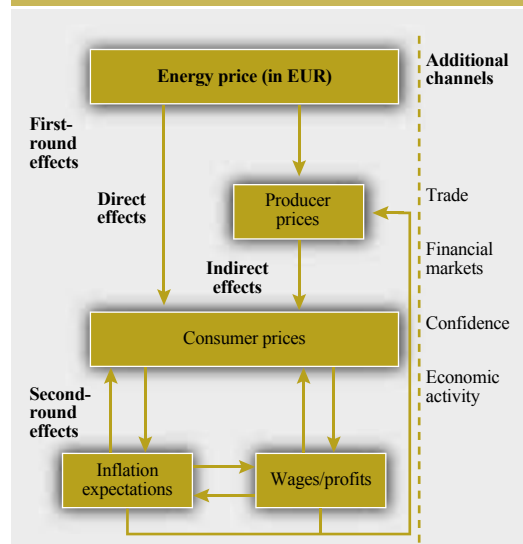 Energy price (in EUR)
Additional
channels
First-
round
effects
Direct
effects
Producer
prices
Trade
Indirect
effects
Financial
markets
Consumer prices
Confidence
Economic
activity
Second-
round
effects
Inflation
expectations
Wages/profits